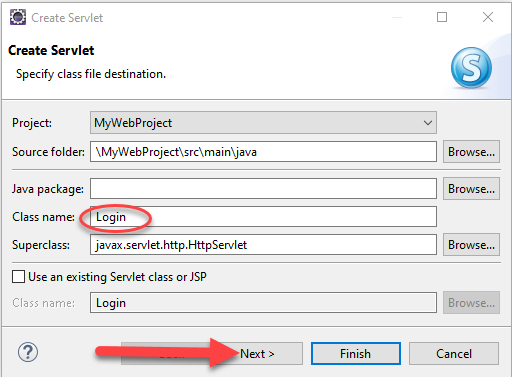 Create Servlet
Create Servlet
Specify class file destination.
S
Project: MyWebProject
Source folder: \MyWebProject\src\main\java Browse...
Java package: Browse...
Class name: Login
Superclass: javax.servlet.http.HttpServlet Browse...
Use an existing Servlet class or JSP
Class name: Login Browse...
? Next > Finish Cancel